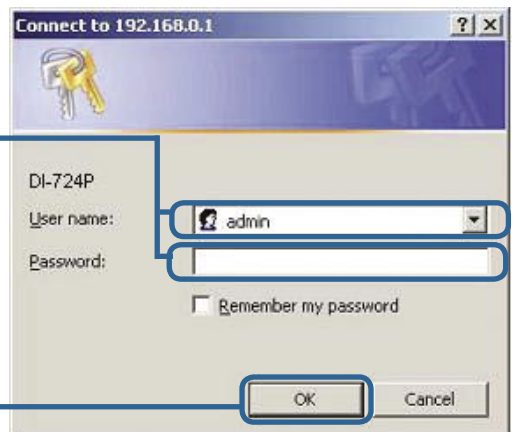 Connect to 192.168.0.1
DI-724P
User name: admin
Password:
Remember my password
OK Cancel